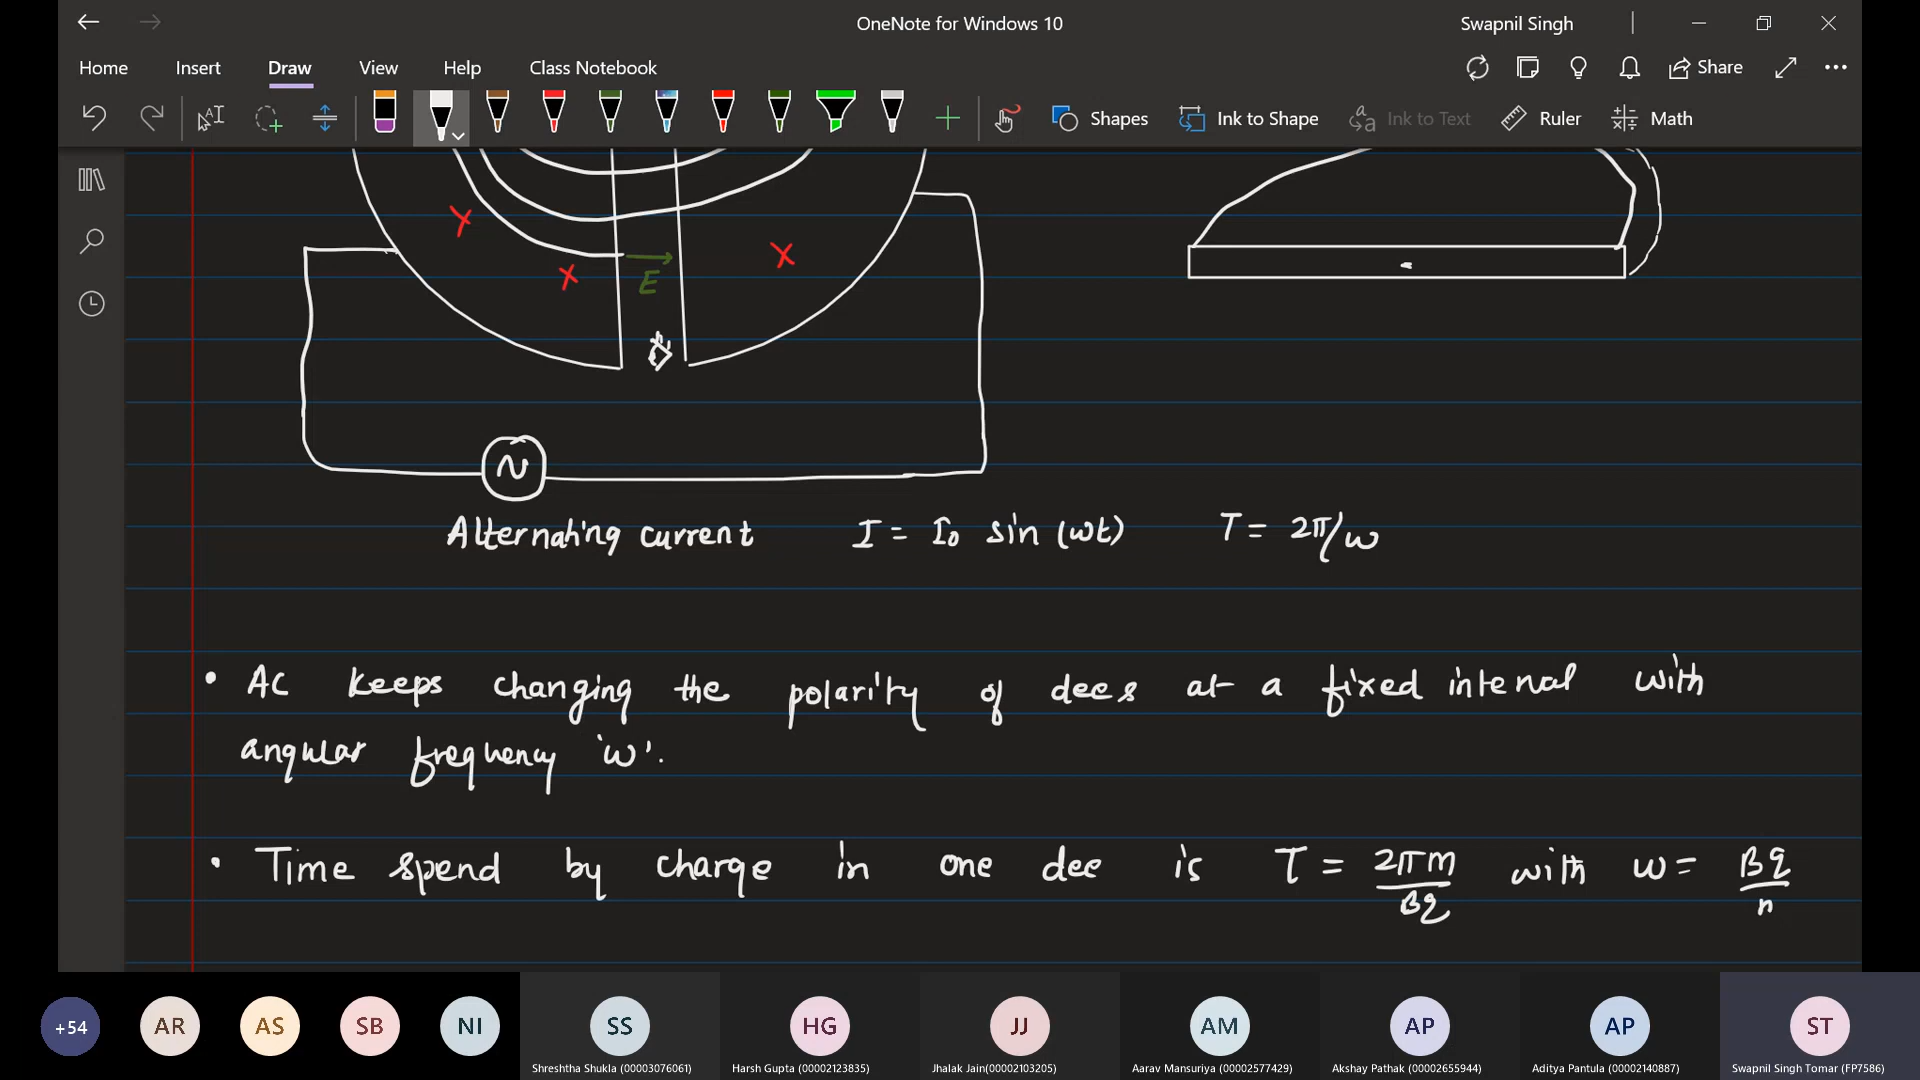 OneNote for Windows 10
Swapnil Singh
Home Insert Draw View Help Class Notebook
Share
Shapes Ink to Shape Ink to Text Ruler Math
X
X
X
E
N
Alternating current I = I₀ sin (ωt) T = 2π/ω
• AC keeps changing the polarity of dees at a fixed interval with
angular frequency 'ω'.
• Time spend by charge in one dee is T = 2πm/Bq with ω = Bq/n
+54 AR AS SB NI SS HG JJ AM AP AP ST
Shreshtha Shukla (00003076061) Harsh Gupta (00002123835) Jhalak Jain(00002103205) Aarav Mansuriya (00002577429) Akshay Pathak (00002655944) Aditya Pantula (00002140887) Swapnil Singh Tomar (FP7586)